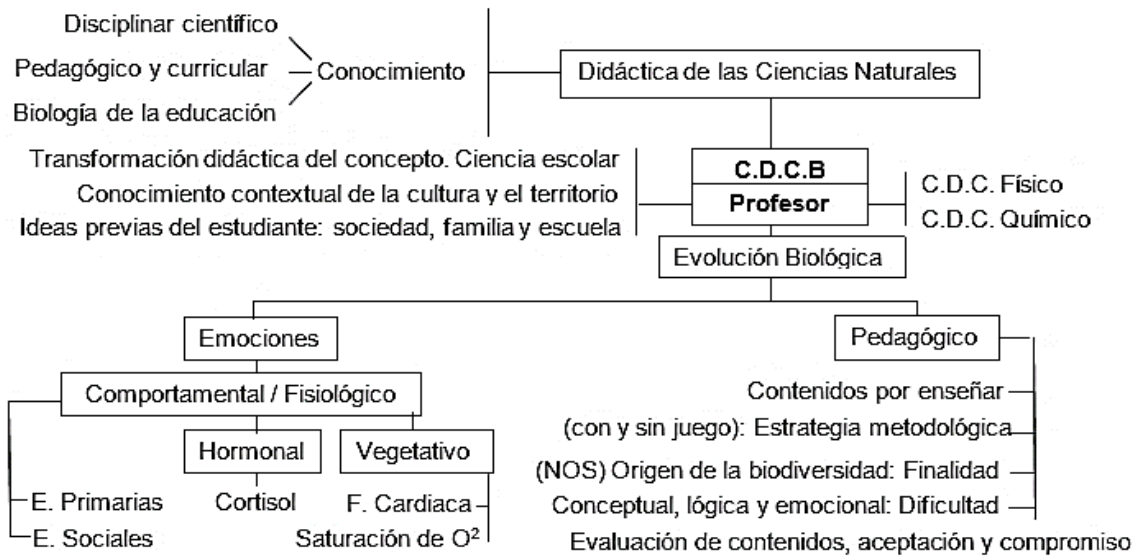 Disciplinar científico
Pedagógico y curricular
Conocimiento
Biología de la educación
Didáctica de las Ciencias Naturales
Transformación didáctica del concepto. Ciencia escolar
Conocimiento contextual de la cultura y el territorio
Ideas previas del estudiante: sociedad, familia y escuela
C.D.C.B
Profesor
C.D.C. Físico
C.D.C. Químico
Evolución Biológica
Emociones
Comportamental / Fisiológico
Hormonal
Vegetativo
E. Primarias
Cortisol
F. Cardiaca
E. Sociales
Saturación de O²
Pedagógico
Contenidos por enseñar
(con y sin juego): Estrategia metodológica
(NOS) Origen de la biodiversidad: Finalidad
Conceptual, lógica y emocional: Dificultad
Evaluación de contenidos, aceptación y compromiso